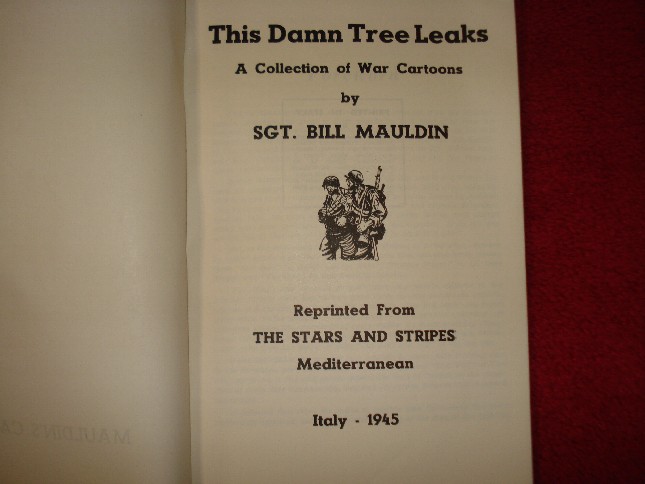 This Damn Tree Leaks
A Collection of War Cartoons
by
SGT. BILL MAULDIN
Reprinted From
THE STARS AND STRIPES
Mediterranean
Italy - 1945